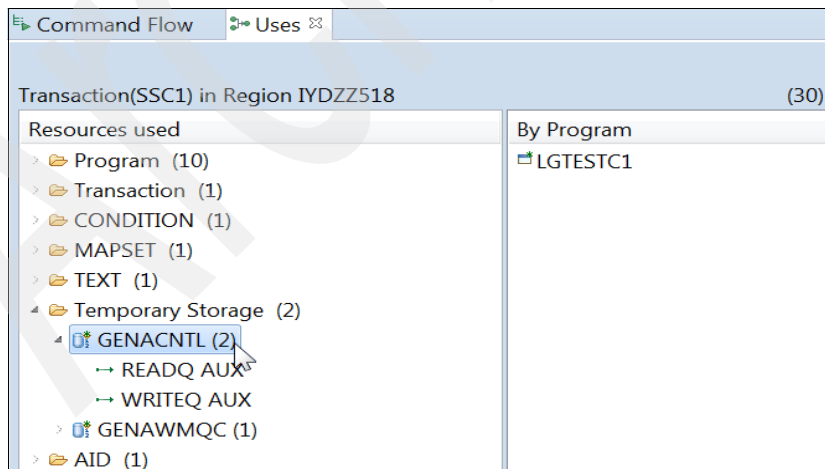 Command Flow Uses
Transaction(SSC1) in Region IYDZZ518 (30)
Resources used
Program (10)
Transaction (1)
CONDITION (1)
MAPSET (1)
TEXT (1)
Temporary Storage (2)
GENACNTL (2)
READQ AUX
WRITEQ AUX
GENAWMQC (1)
AID (1)
By Program
LGTESTC1